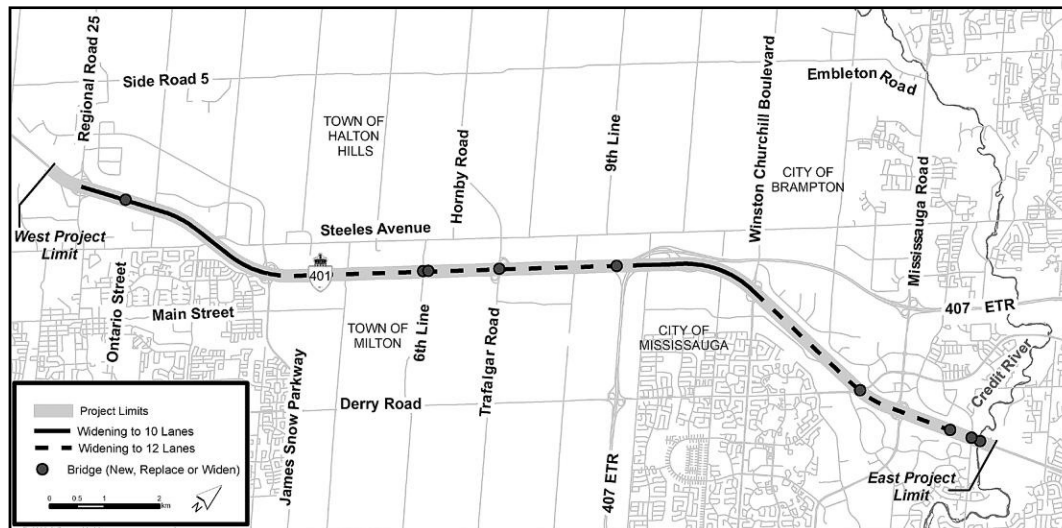 Regional Road 25
Side Road 5
TOWN OF
HALTON
HILLS
Hornby Road
9th Line
Winston Churchill Boulevard
Embleton Road
CITY OF
BRAMPTON
Mississauga Road
West Project
Limit
Steeles Avenue
401
Ontario Street
Main Street
James Snow Parkway
TOWN OF
MILTON
6th Line
Trafalgar Road
Derry Road
407 ETR
CITY OF
MISSISSAUGA
407 ETR
Credit River
East Project
Limit
Project Limits
Widening to 10 Lanes
Widening to 12 Lanes
Bridge (New, Replace or Widen)
0 0.5 1 2
km